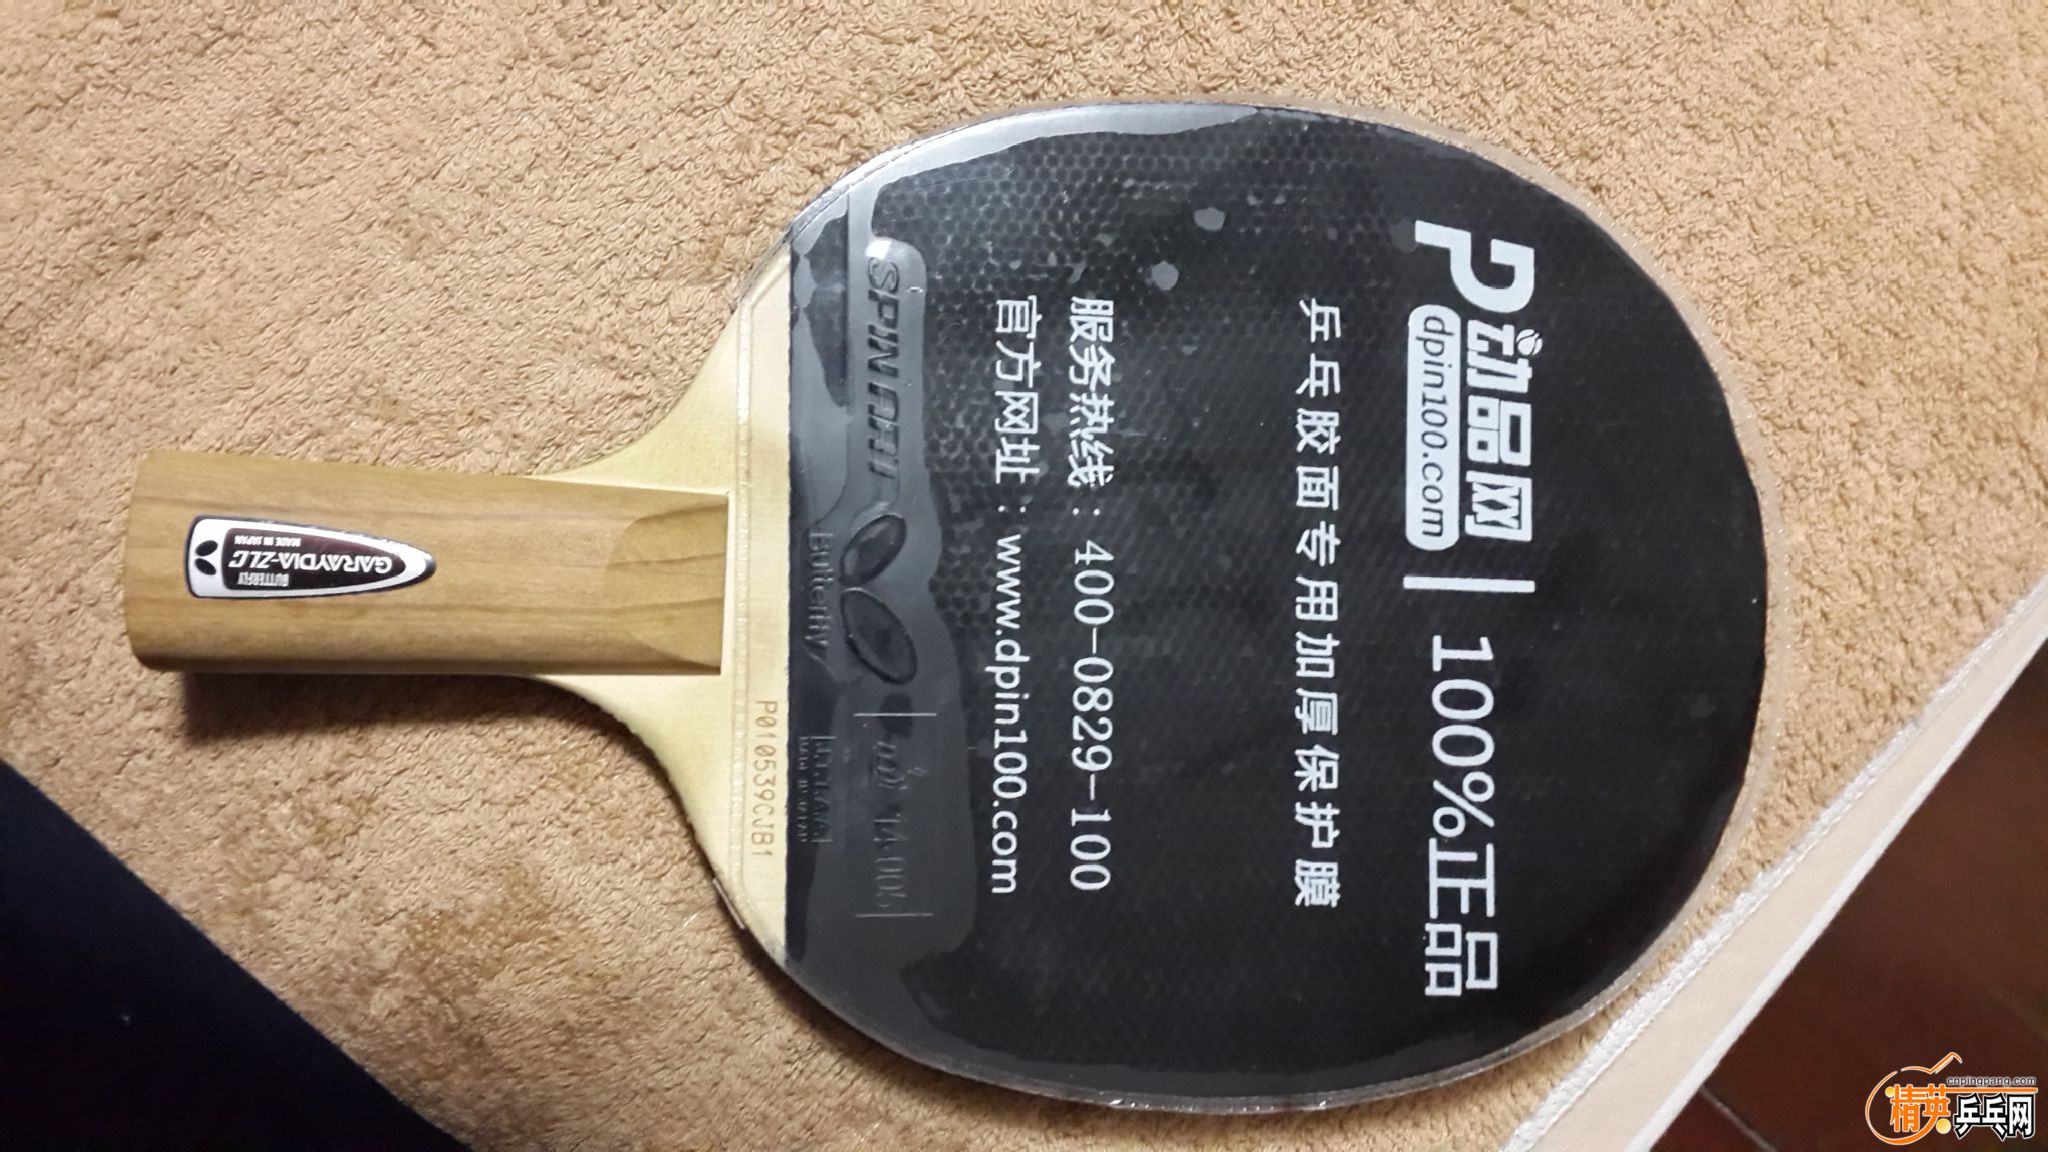 P动品网
dpin100.com
100%正品
乒乓胶面专用加厚保护膜
服务热线：400-0829-100
官方网址：www.dpin100.com
SPIN ART
Butterfly
P010539CJB1
BUTTERFLY
GARAYDIA-ZLC
MADE IN JAPAN
cnpingpang.com
精英乒乓网